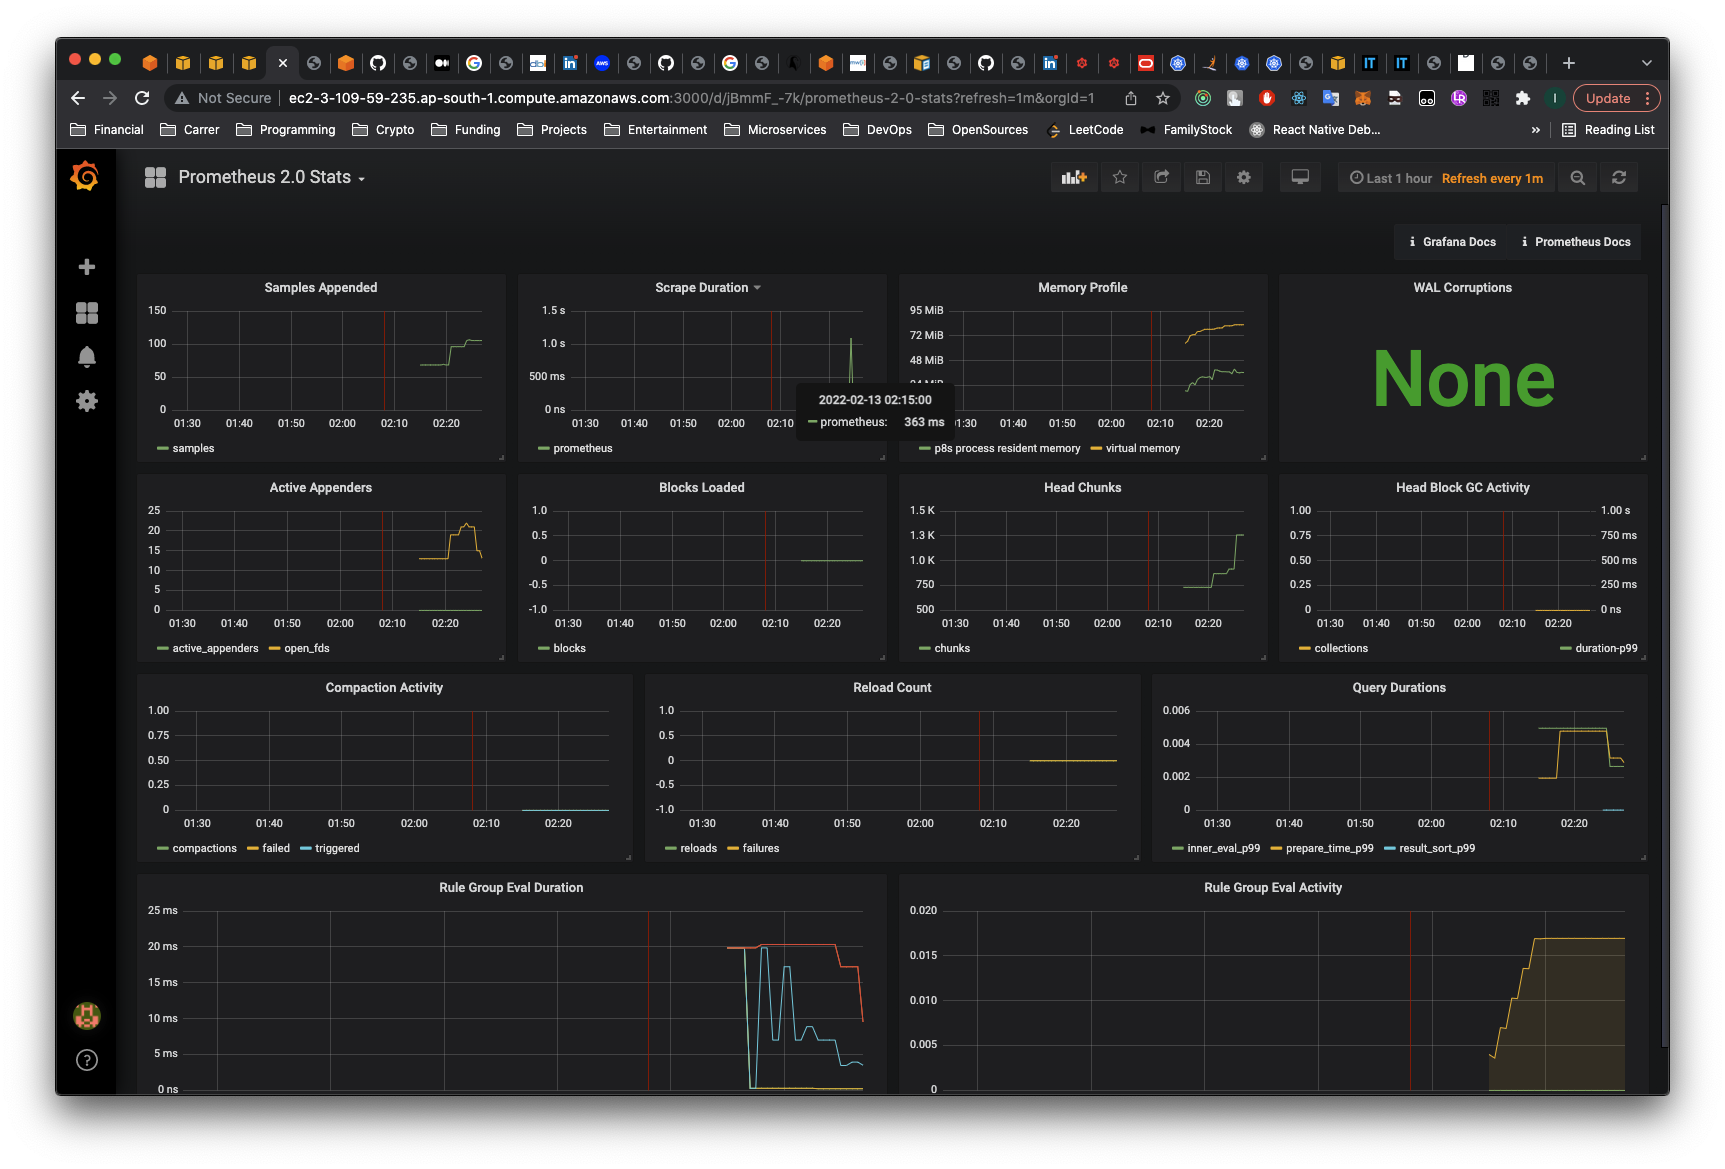 Not Secure ec2-3-109-59-235.ap-south-1.compute.amazonaws.com:3000/d/jBmmF_-7k/prometheus-2-0-stats?refresh=1m&orgId=1 Update
Financial Carrer Programming Crypto Funding Projects Entertainment Microservices DevOps OpenSources LeetCode FamilyStock React Native Deb... » Reading List
Prometheus 2.0 Stats Last 1 hour Refresh every 1m
Grafana Docs Prometheus Docs
Samples Appended
150
100
50
0
01:30 01:40 01:50 02:00 02:10 02:20
samples
Scrape Duration
1.5 s
1.0 s
500 ms
0 ns
01:30 01:40 01:50 02:00 02:10
prometheus
2022-02-13 02:15:00
prometheus: 363 ms
Memory Profile
95 MiB
72 MiB
48 MiB
24 MiB
01:30 01:40 01:50 02:00 02:10 02:20
p8s process resident memory virtual memory
WAL Corruptions
None
Active Appenders
25
20
15
10
5
0
01:30 01:40 01:50 02:00 02:10 02:20
active_appenders open_fds
Blocks Loaded
1.0
0.5
0
-0.5
-1.0
01:30 01:40 01:50 02:00 02:10 02:20
blocks
Head Chunks
1.5 K
1.3 K
1.0 K
750
500
01:30 01:40 01:50 02:00 02:10 02:20
chunks
Head Block GC Activity
1.00 1.00 s
0.75 750 ms
0.50 500 ms
0.25 250 ms
0 0 ns
01:30 01:40 01:50 02:00 02:10 02:20
collections duration-p99
Compaction Activity
1.00
0.75
0.50
0.25
0
01:30 01:40 01:50 02:00 02:10 02:20
compactions failed triggered
Reload Count
1.0
0.5
0
-0.5
-1.0
01:30 01:40 01:50 02:00 02:10 02:20
reloads failures
Query Durations
0.006
0.004
0.002
0
01:30 01:40 01:50 02:00 02:10 02:20
inner_eval_p99 prepare_time_p99 result_sort_p99
Rule Group Eval Duration
25 ms
20 ms
15 ms
10 ms
5 ms
0 ns
Rule Group Eval Activity
0.020
0.015
0.010
0.005
0